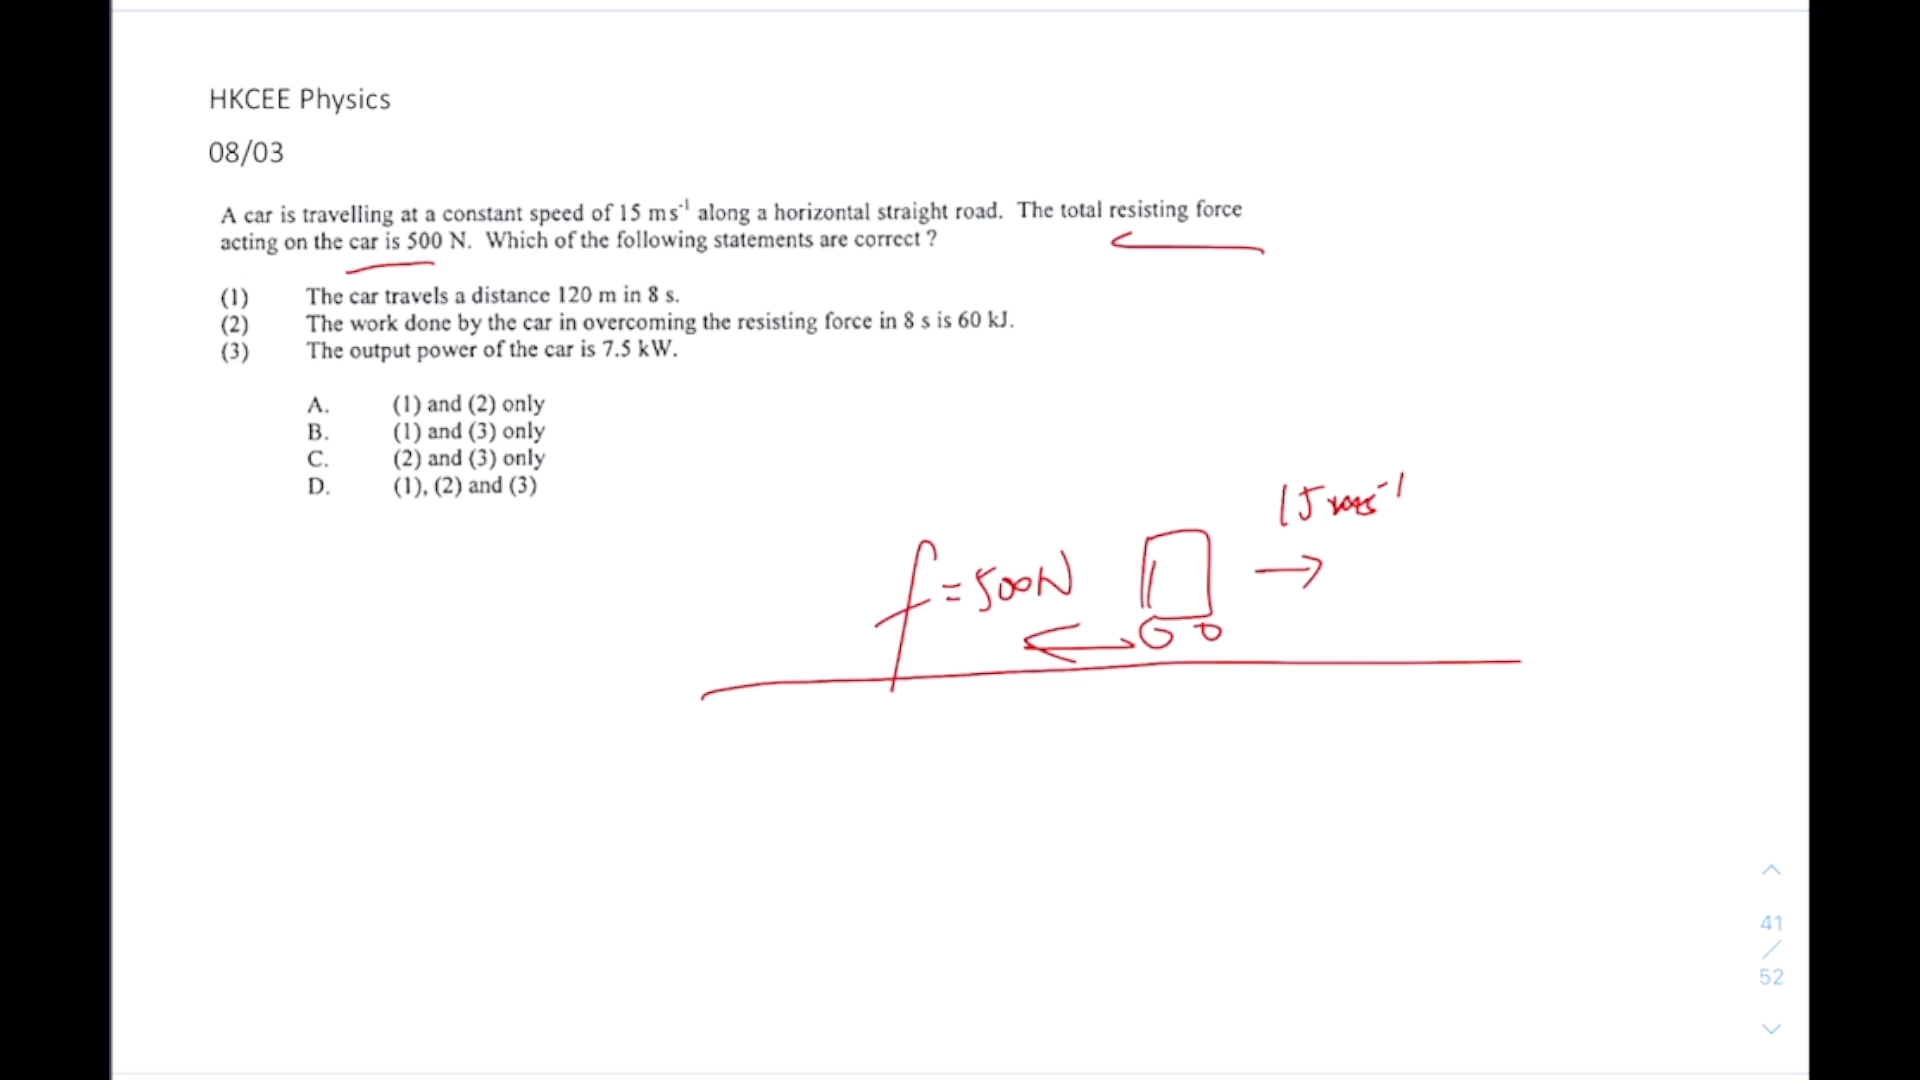 HKCEE Physics
08/03
A car is travelling at a constant speed of 15 ms⁻¹ along a horizontal straight road. The total resisting force
acting on the car is 500 N. Which of the following statements are correct ?
(1) The car travels a distance 120 m in 8 s.
(2) The work done by the car in overcoming the resisting force in 8 s is 60 kJ.
(3) The output power of the car is 7.5 kW.
A. (1) and (2) only
B. (1) and (3) only
C. (2) and (3) only
D. (1), (2) and (3)
15 ms⁻¹
f = 500N
41
/
52